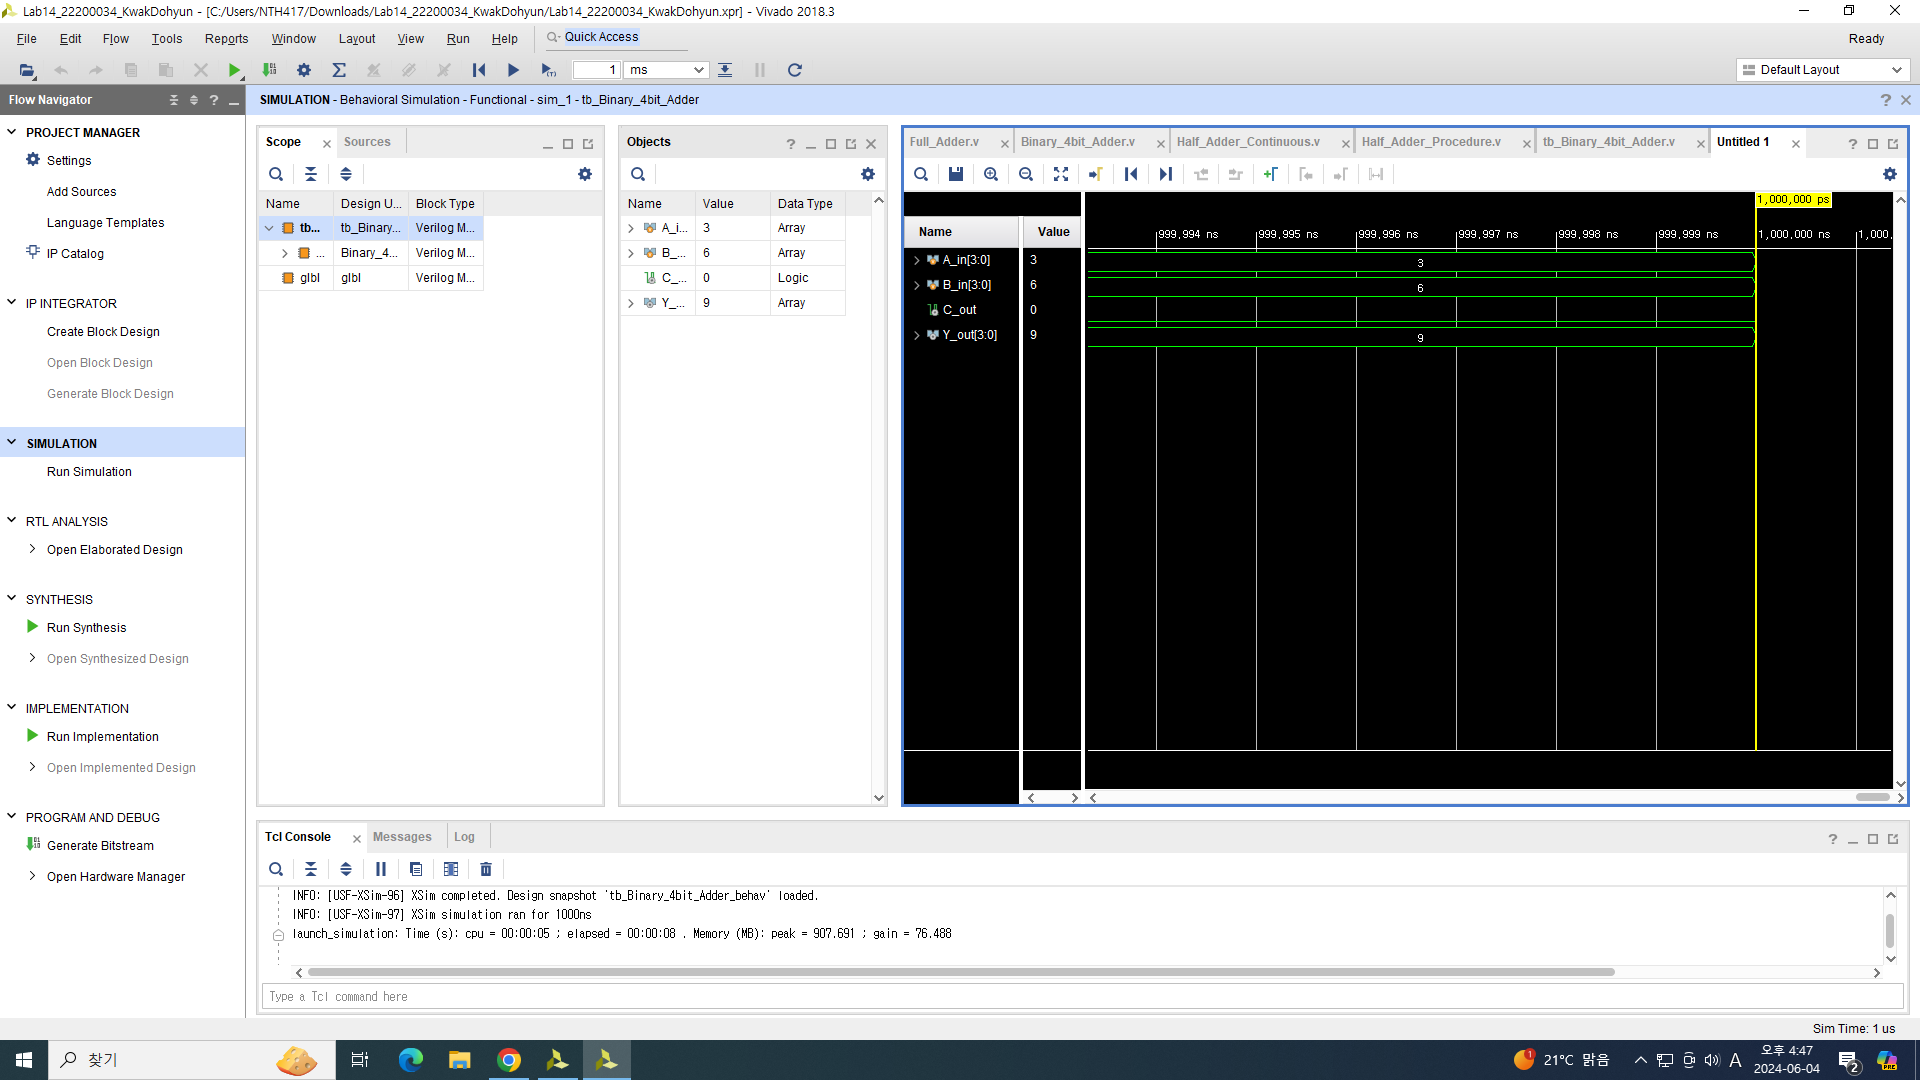 Lab14_22200034_KwakDohyun - [C:/Users/NTH417/Downloads/Lab14_22200034_KwakDohyun/Lab14_22200034_KwakDohyun.xpr] - Vivado 2018.3
File Edit Flow Tools Reports Window Layout View Run Help Quick Access Ready
1 ms Default Layout
Flow Navigator
SIMULATION - Behavioral Simulation - Functional - sim_1 - tb_Binary_4bit_Adder
PROJECT MANAGER
Settings
Add Sources
Language Templates
IP Catalog
IP INTEGRATOR
Create Block Design
Open Block Design
Generate Block Design
SIMULATION
Run Simulation
RTL ANALYSIS
Open Elaborated Design
SYNTHESIS
Run Synthesis
Open Synthesized Design
IMPLEMENTATION
Run Implementation
Open Implemented Design
PROGRAM AND DEBUG
Generate Bitstream
Open Hardware Manager
Scope Sources
Name Design U... Block Type
tb... tb_Binary... Verilog M...
... Binary_4... Verilog M...
glbl glbl Verilog M...
Objects
Name Value Data Type
A_i... 3 Array
B_... 6 Array
C_... 0 Logic
Y_... 9 Array
Full_Adder.v Binary_4bit_Adder.v Half_Adder_Continuous.v Half_Adder_Procedure.v tb_Binary_4bit_Adder.v Untitled 1
1,000,000 ps
Name Value 999,994 ns 999,995 ns 999,996 ns 999,997 ns 999,998 ns 999,999 ns 1,000,000 ns 1,000.
A_in[3:0] 3 3
B_in[3:0] 6 6
C_out 0
Y_out[3:0] 9 9
Tcl Console Messages Log
INFO: [USF-XSim-96] XSim completed. Design snapshot 'tb_Binary_4bit_Adder_behav' loaded.
INFO: [USF-XSim-97] XSim simulation ran for 1000ns
launch_simulation: Time (s): cpu = 00:00:05 ; elapsed = 00:00:08 . Memory (MB): peak = 907.691 ; gain = 76.488
Type a Tcl command here
Sim Time: 1 us
찾기
21°C 맑음 A 오후 4:47
2024-06-04 2